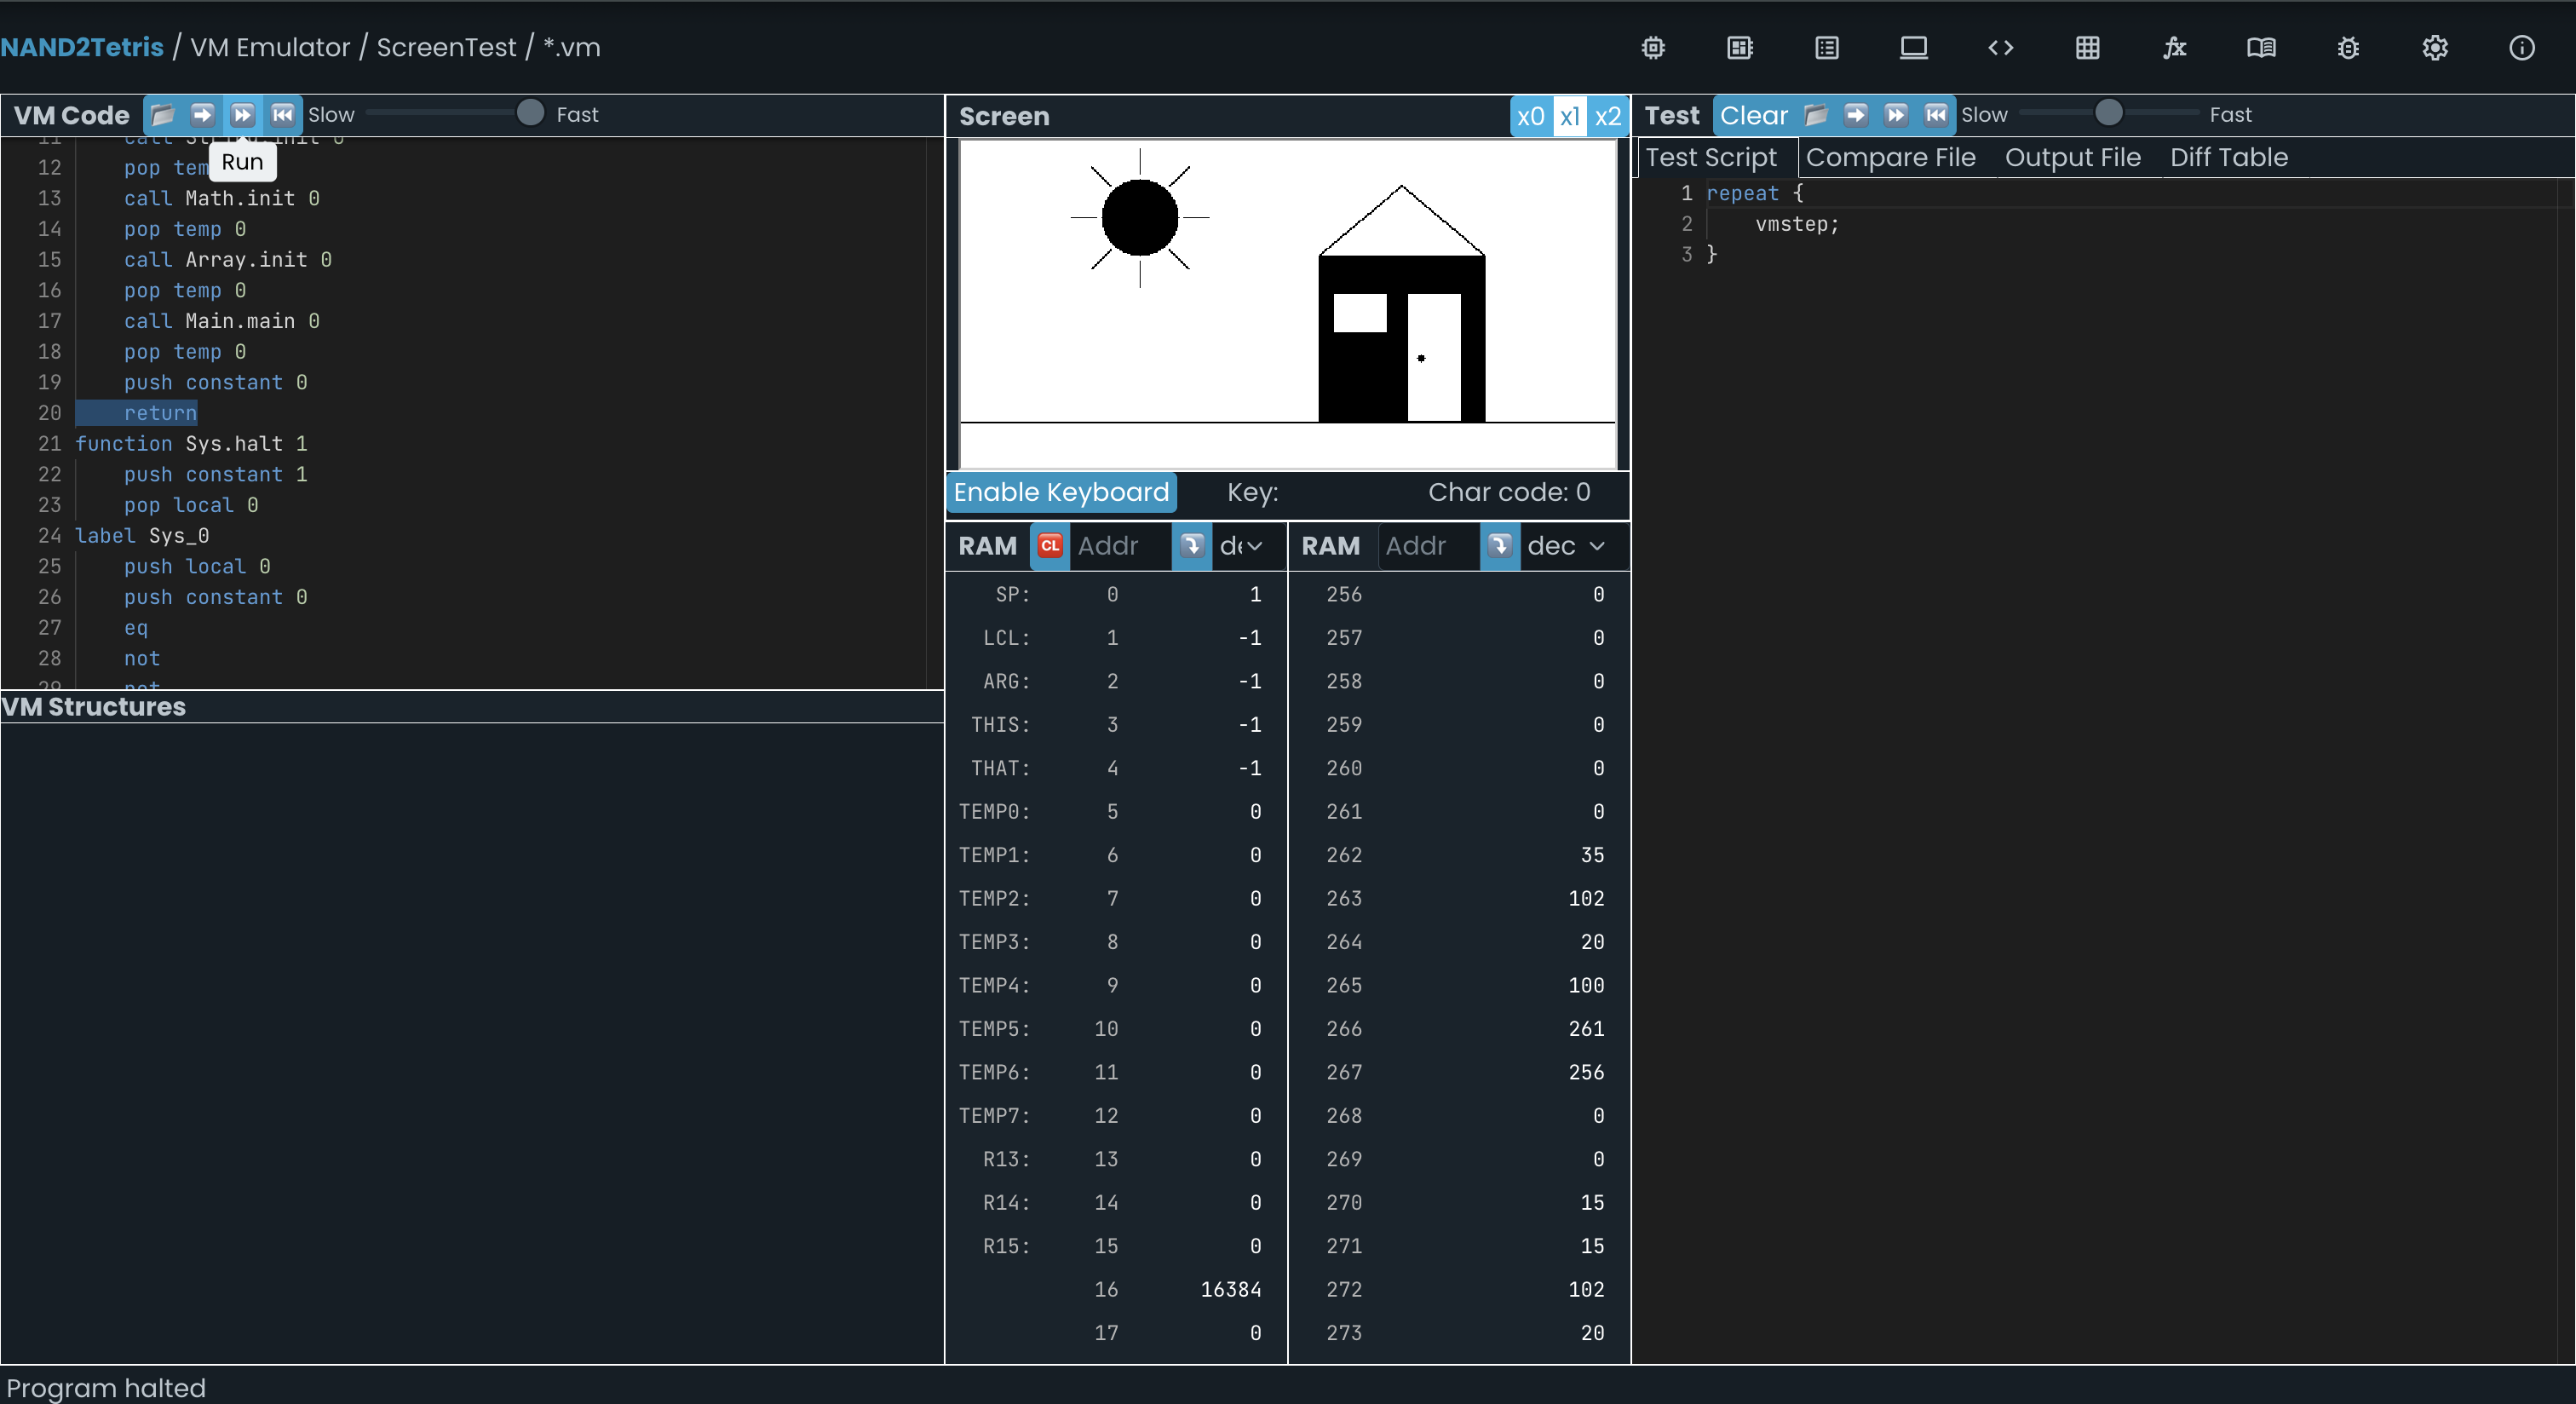 NAND2Tetris / VM Emulator / ScreenTest / *.vm
VM Code Slow Fast
Run
12 pop tem
13 call Math.init 0
14 pop temp 0
15 call Array.init 0
16 pop temp 0
17 call Main.main 0
18 pop temp 0
19 push constant 0
20 return
21 function Sys.halt 1
22 push constant 1
23 pop local 0
24 label Sys_0
25 push local 0
26 push constant 0
27 eq
28 not
29 not
VM Structures
Screen x0 x1 x2
Enable Keyboard Key: Char code: 0
RAM CL Addr de
SP: 0 1
LCL: 1 -1
ARG: 2 -1
THIS: 3 -1
THAT: 4 -1
TEMP0: 5 0
TEMP1: 6 0
TEMP2: 7 0
TEMP3: 8 0
TEMP4: 9 0
TEMP5: 10 0
TEMP6: 11 0
TEMP7: 12 0
R13: 13 0
R14: 14 0
R15: 15 0
16 16384
17 0
RAM Addr dec
256 0
257 0
258 0
259 0
260 0
261 0
262 35
263 102
264 20
265 100
266 261
267 256
268 0
269 0
270 15
271 15
272 102
273 20
Test Clear Slow Fast
Test Script Compare File Output File Diff Table
1 repeat {
2 vmstep;
3 }
Program halted